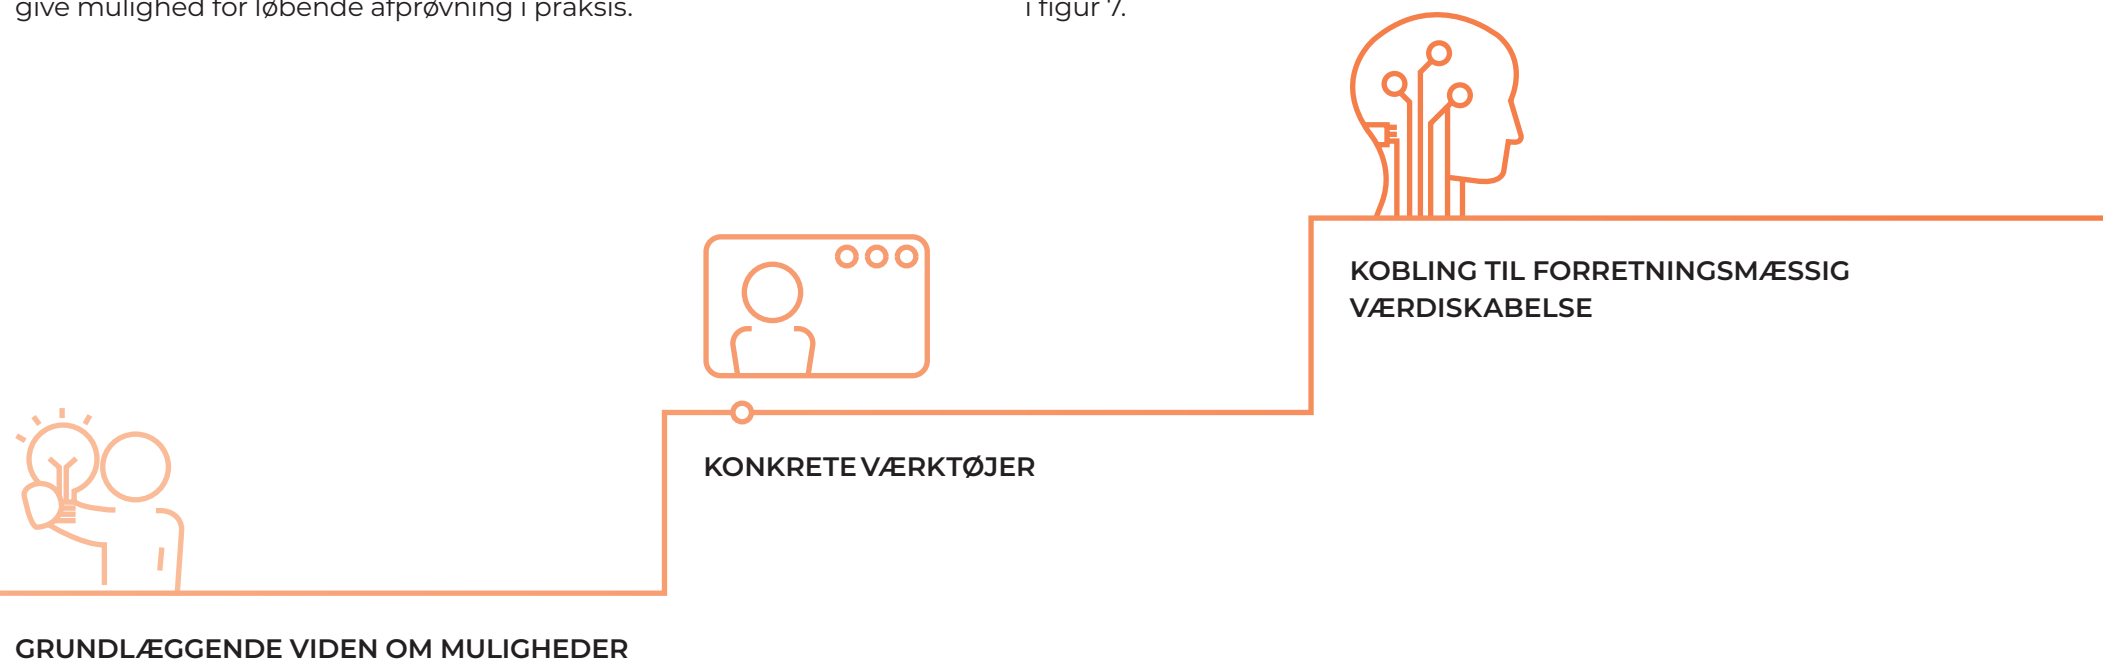 give mulighed for løbende afprøvning i praksis.
i figur 7.
KOBLING TIL FORRETNINGSMÆSSIG
VÆRDISKABELSE
KONKRETE VÆRKTØJER
GRUNDLÆGGENDE VIDEN OM MULIGHEDER